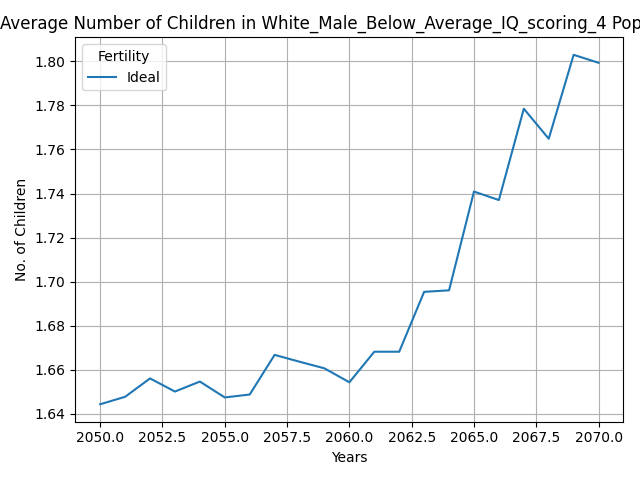 Average Number of Children in White_Male_Below_Average_IQ_scoring_4 Pop
Fertility
Ideal
1.80
1.78
1.76
1.74
1.72
1.70
1.68
1.66
1.64
No. of Children
2050.0 2052.5 2055.0 2057.5 2060.0 2062.5 2065.0 2067.5 2070.0
Years